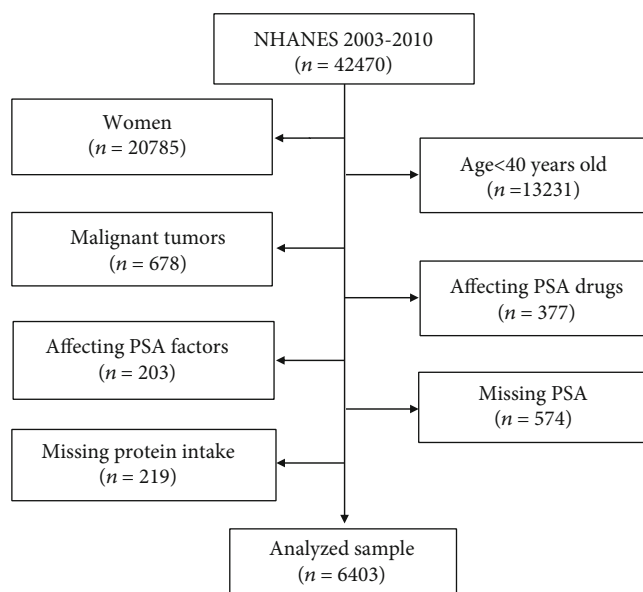 NHANES 2003-2010
(n = 42470)
Women
(n = 20785)
Age<40 years old
(n =13231)
Malignant tumors
(n = 678)
Affecting PSA drugs
(n = 377)
Affecting PSA factors
(n = 203)
Missing PSA
(n = 574)
Missing protein intake
(n = 219)
Analyzed sample
(n = 6403)